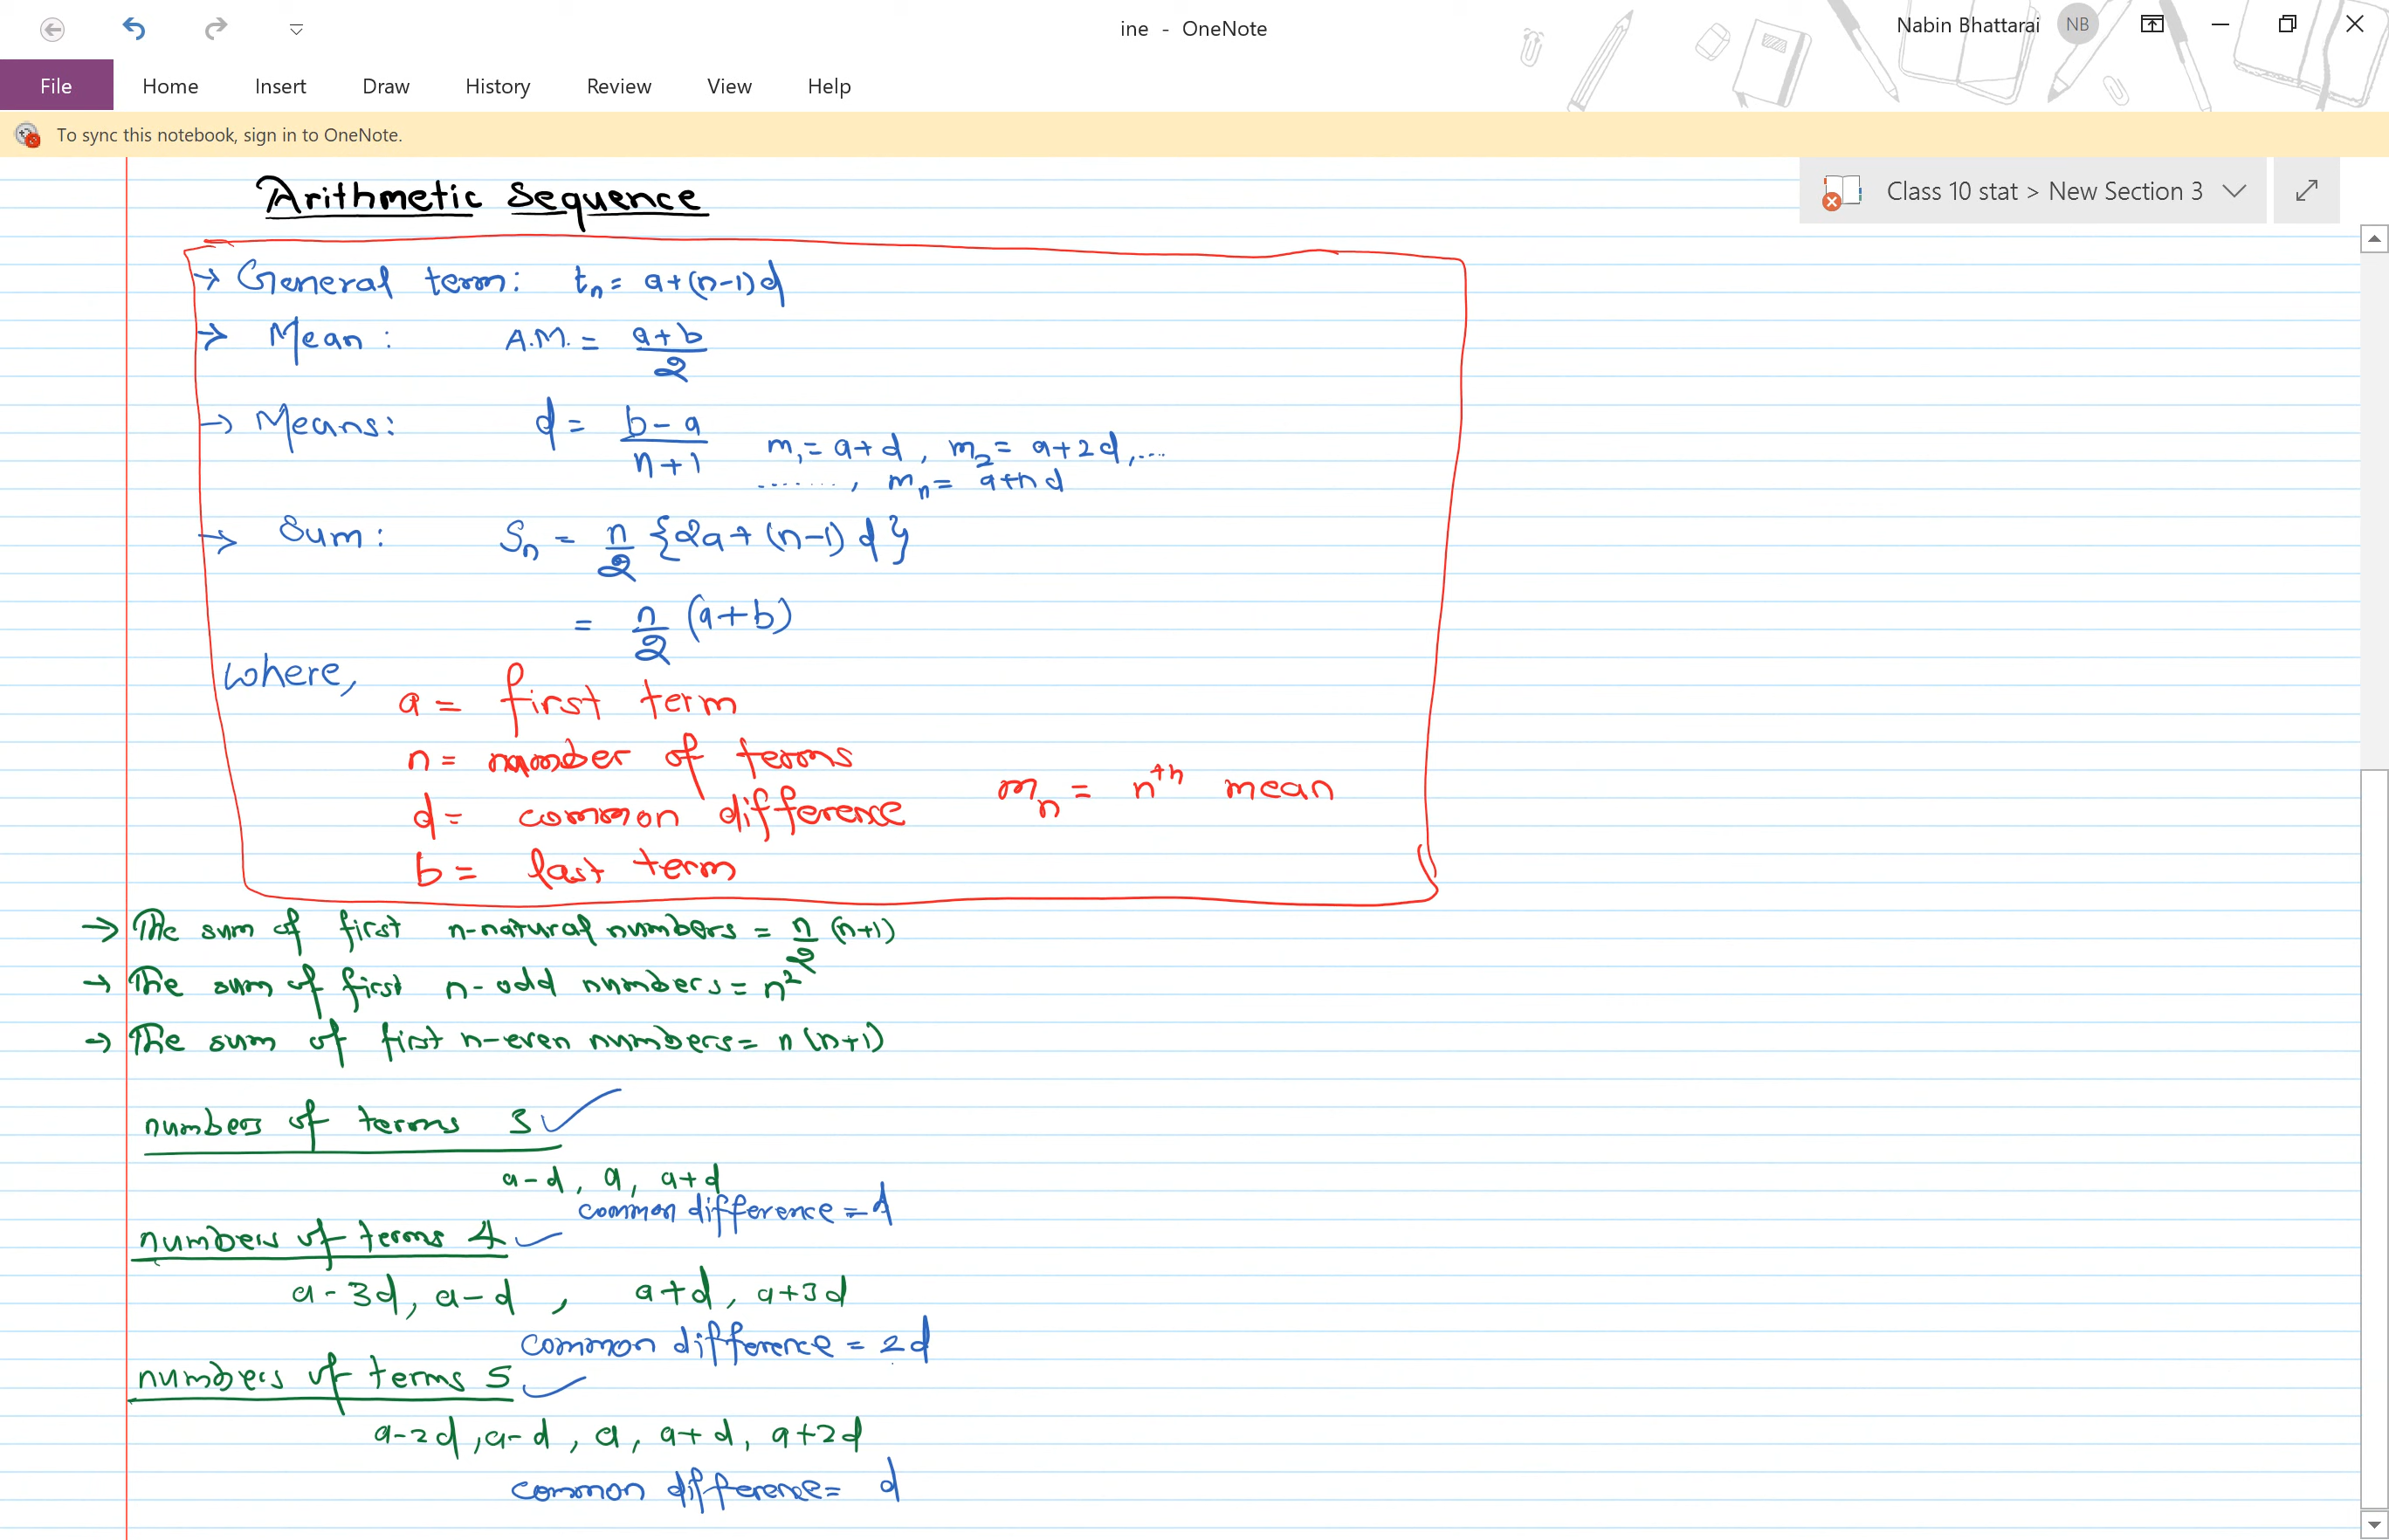 ine - OneNote
Nabin Bhattarai NB
File Home Insert Draw History Review View Help
To sync this notebook, sign in to OneNote.
Class 10 stat > New Section 3
Arithmetic Sequence
→ General term: tₙ = a+(n-1)d
→ Mean: A.M. = (a+b)/2
→ Means: d = (b-a)/(n+1) m₁ = a+d, m₂ = a+2d,....
........, mₙ = a+nd
→ Sum: Sₙ = n/2 {2a+(n-1)d}
= n/2 (a+b)
where,
a = first term
n = number of terms
d = common difference mₙ = nᵗʰ mean
b = last term
→ The sum of first n-natural numbers = n/2 (n+1)
→ The sum of first n-odd numbers = n²
→ The sum of first n-even numbers = n(n+1)
numbers of terms 3 ✓
a-d, a, a+d
common difference = d
numbers of terms 4 ✓
a-3d, a-d, a+d, a+3d
common difference = 2d
numbers of terms 5 ✓
a-2d, a-d, a, a+d, a+2d
common difference = d